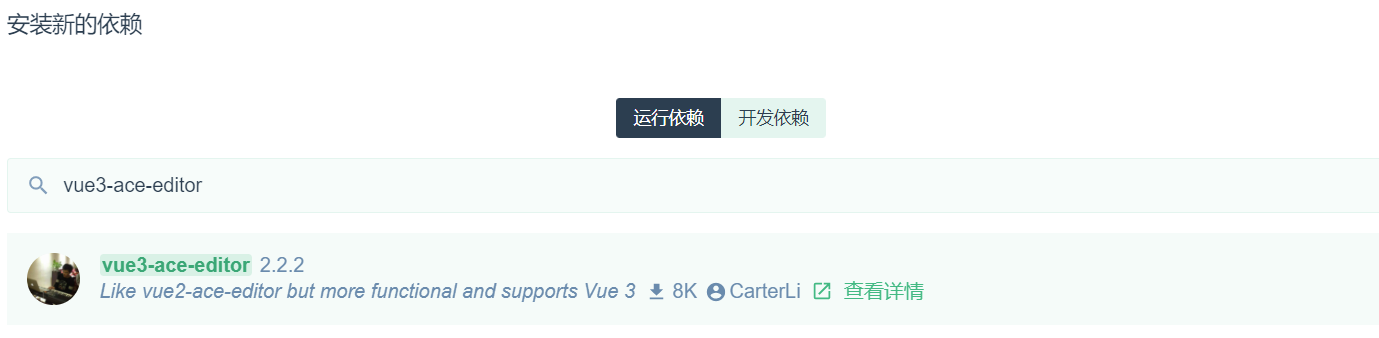 安装新的依赖
运行依赖 开发依赖
vue3-ace-editor
vue3-ace-editor 2.2.2
Like vue2-ace-editor but more functional and supports Vue 3 8K CarterLi 查看详情